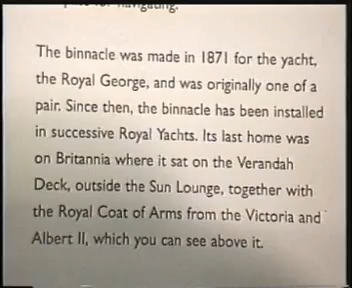 for navigating.
The binnacle was made in 1871 for the yacht,
the Royal George, and was originally one of a
pair. Since then, the binnacle has been installed
in successive Royal Yachts. Its last home was
on Britannia where it sat on the Verandah
Deck, outside the Sun Lounge, together with
the Royal Coat of Arms from the Victoria and
Albert II, which you can see above it.